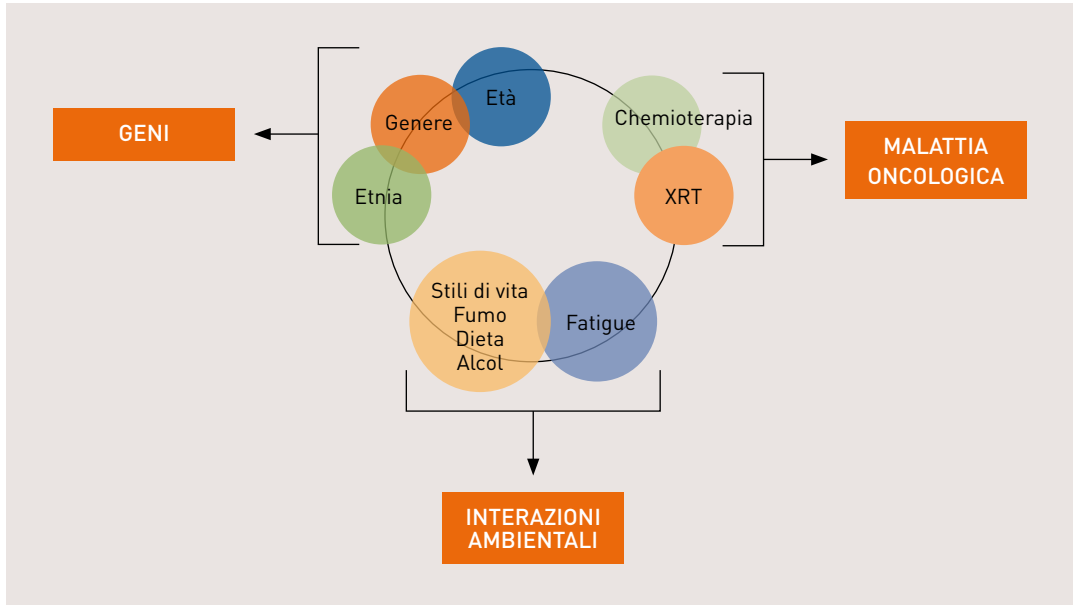 GENI
Età
Genere
Etnia
Chemioterapia
XRT
MALATTIA
ONCOLOGICA
Stili di vita
Fumo
Dieta
Alcol
Fatigue
INTERAZIONI
AMBIENTALI